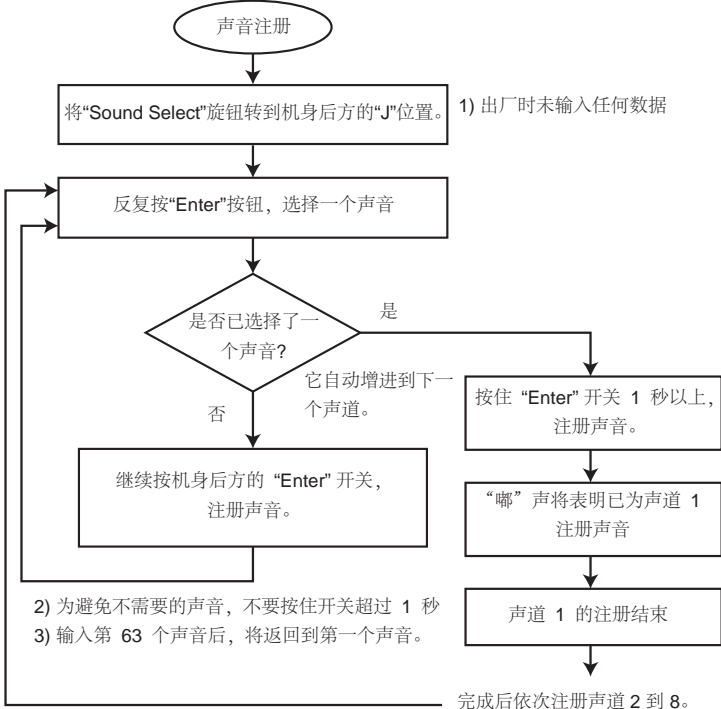 声音注册
将“Sound Select”旋钮转到机身后方的“J”位置。
1) 出厂时未输入任何数据
反复按“Enter”按钮，选择一个声音
是否已选择了一
个声音?
是
它自动增进到下一
个声道。
否
按住 “Enter” 开关 1 秒以上，
注册声音。
继续按机身后方的 “Enter” 开关，
注册声音。
“嘟” 声将表明已为声道 1
注册声音
2) 为避免不需要的声音，不要按住开关超过 1 秒
3) 输入第 63 个声音后，将返回到第一个声音。
声道 1 的注册结束
完成后依次注册声道 2 到 8。